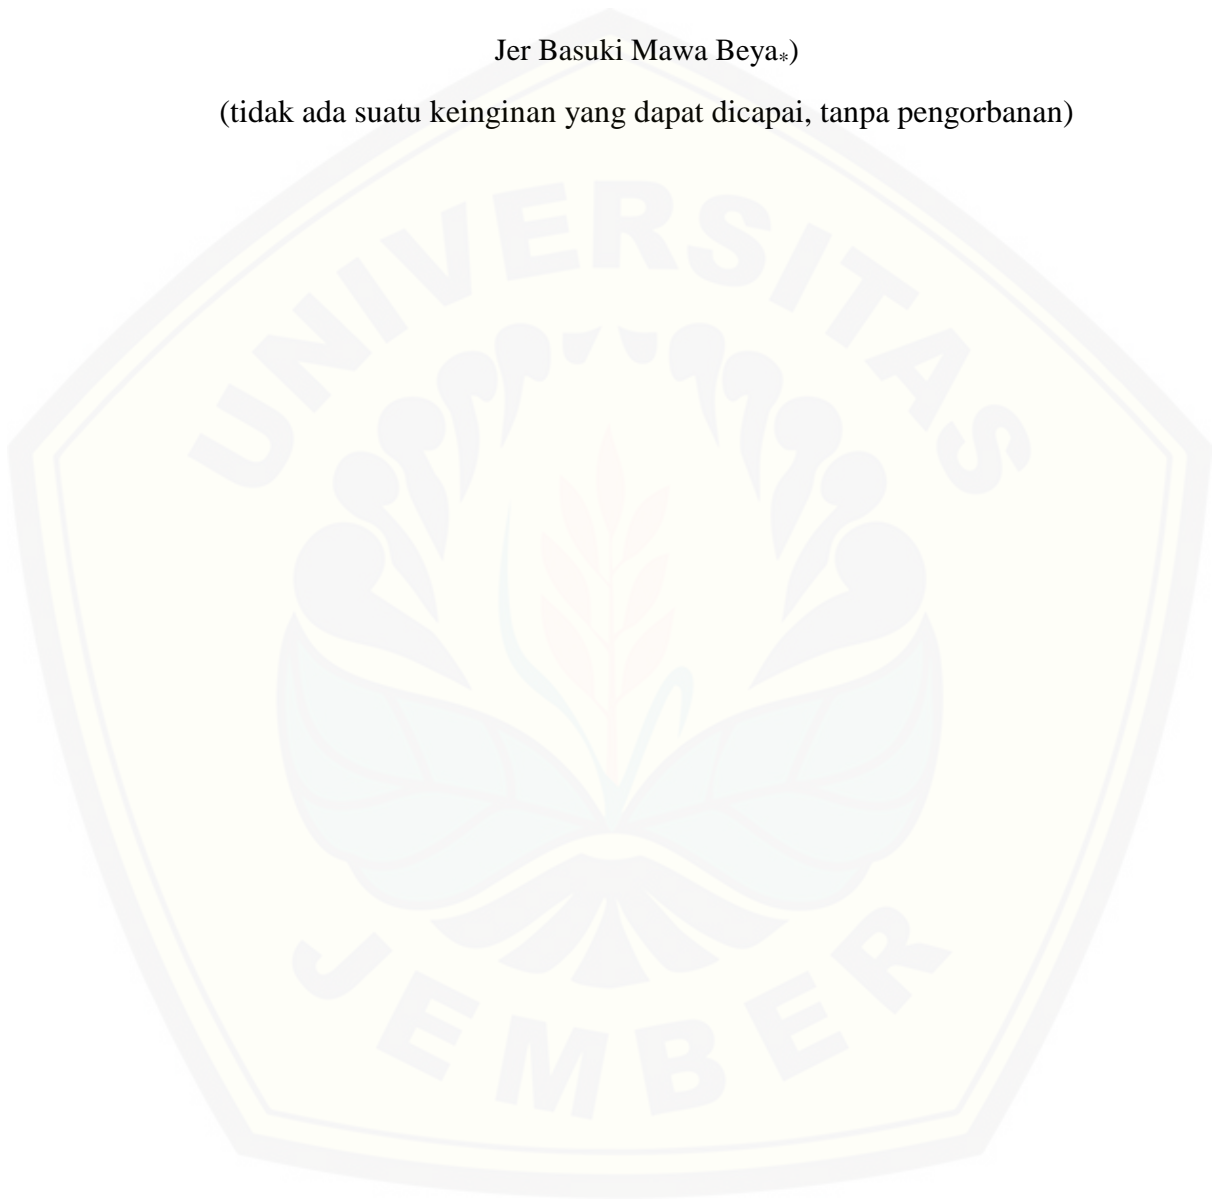 Jer Basuki Mawa Beya*)
(tidak ada suatu keinginan yang dapat dicapai, tanpa pengorbanan)
UNIVERSITAS
JEMBER